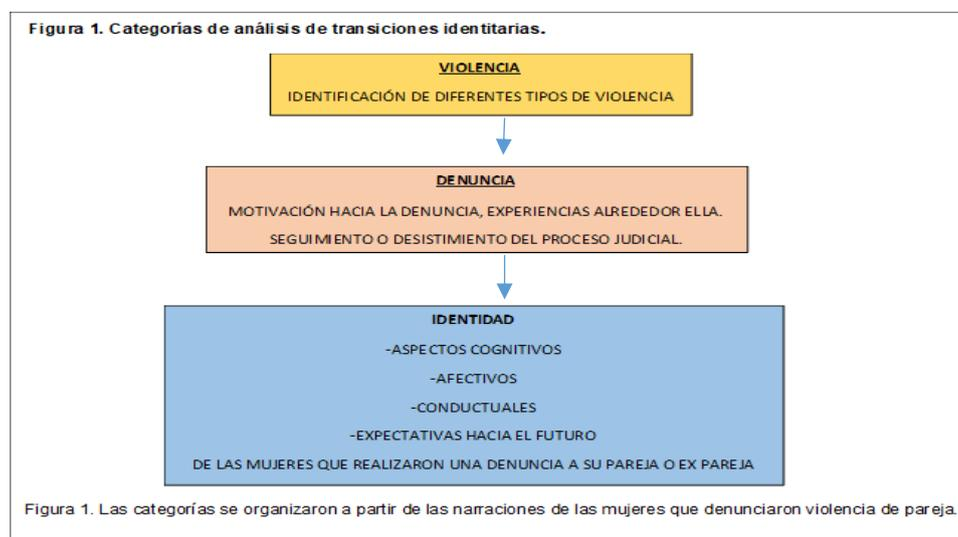 Figura 1. Categorías de análisis de transiciones identitarias.
VIOLENCIA
IDENTIFICACIÓN DE DIFERENTES TIPOS DE VIOLENCIA
DENUNCIA
MOTIVACIÓN HACIA LA DENUNCIA, EXPERIENCIAS ALREDEDOR ELLA.
SEGUIMIENTO O DESISTIMIENTO DEL PROCESO JUDICIAL.
IDENTIDAD
-ASPECTOS COGNITIVOS
-AFECTIVOS
-CONDUCTUALES
-EXPECTATIVAS HACIA EL FUTURO
DE LAS MUJERES QUE REALIZARON UNA DENUNCIA A SU PAREJA O EX PAREJA
Figura 1. Las categorías se organizaron a partir de las narraciones de las mujeres que denunciaron violencia de pareja.